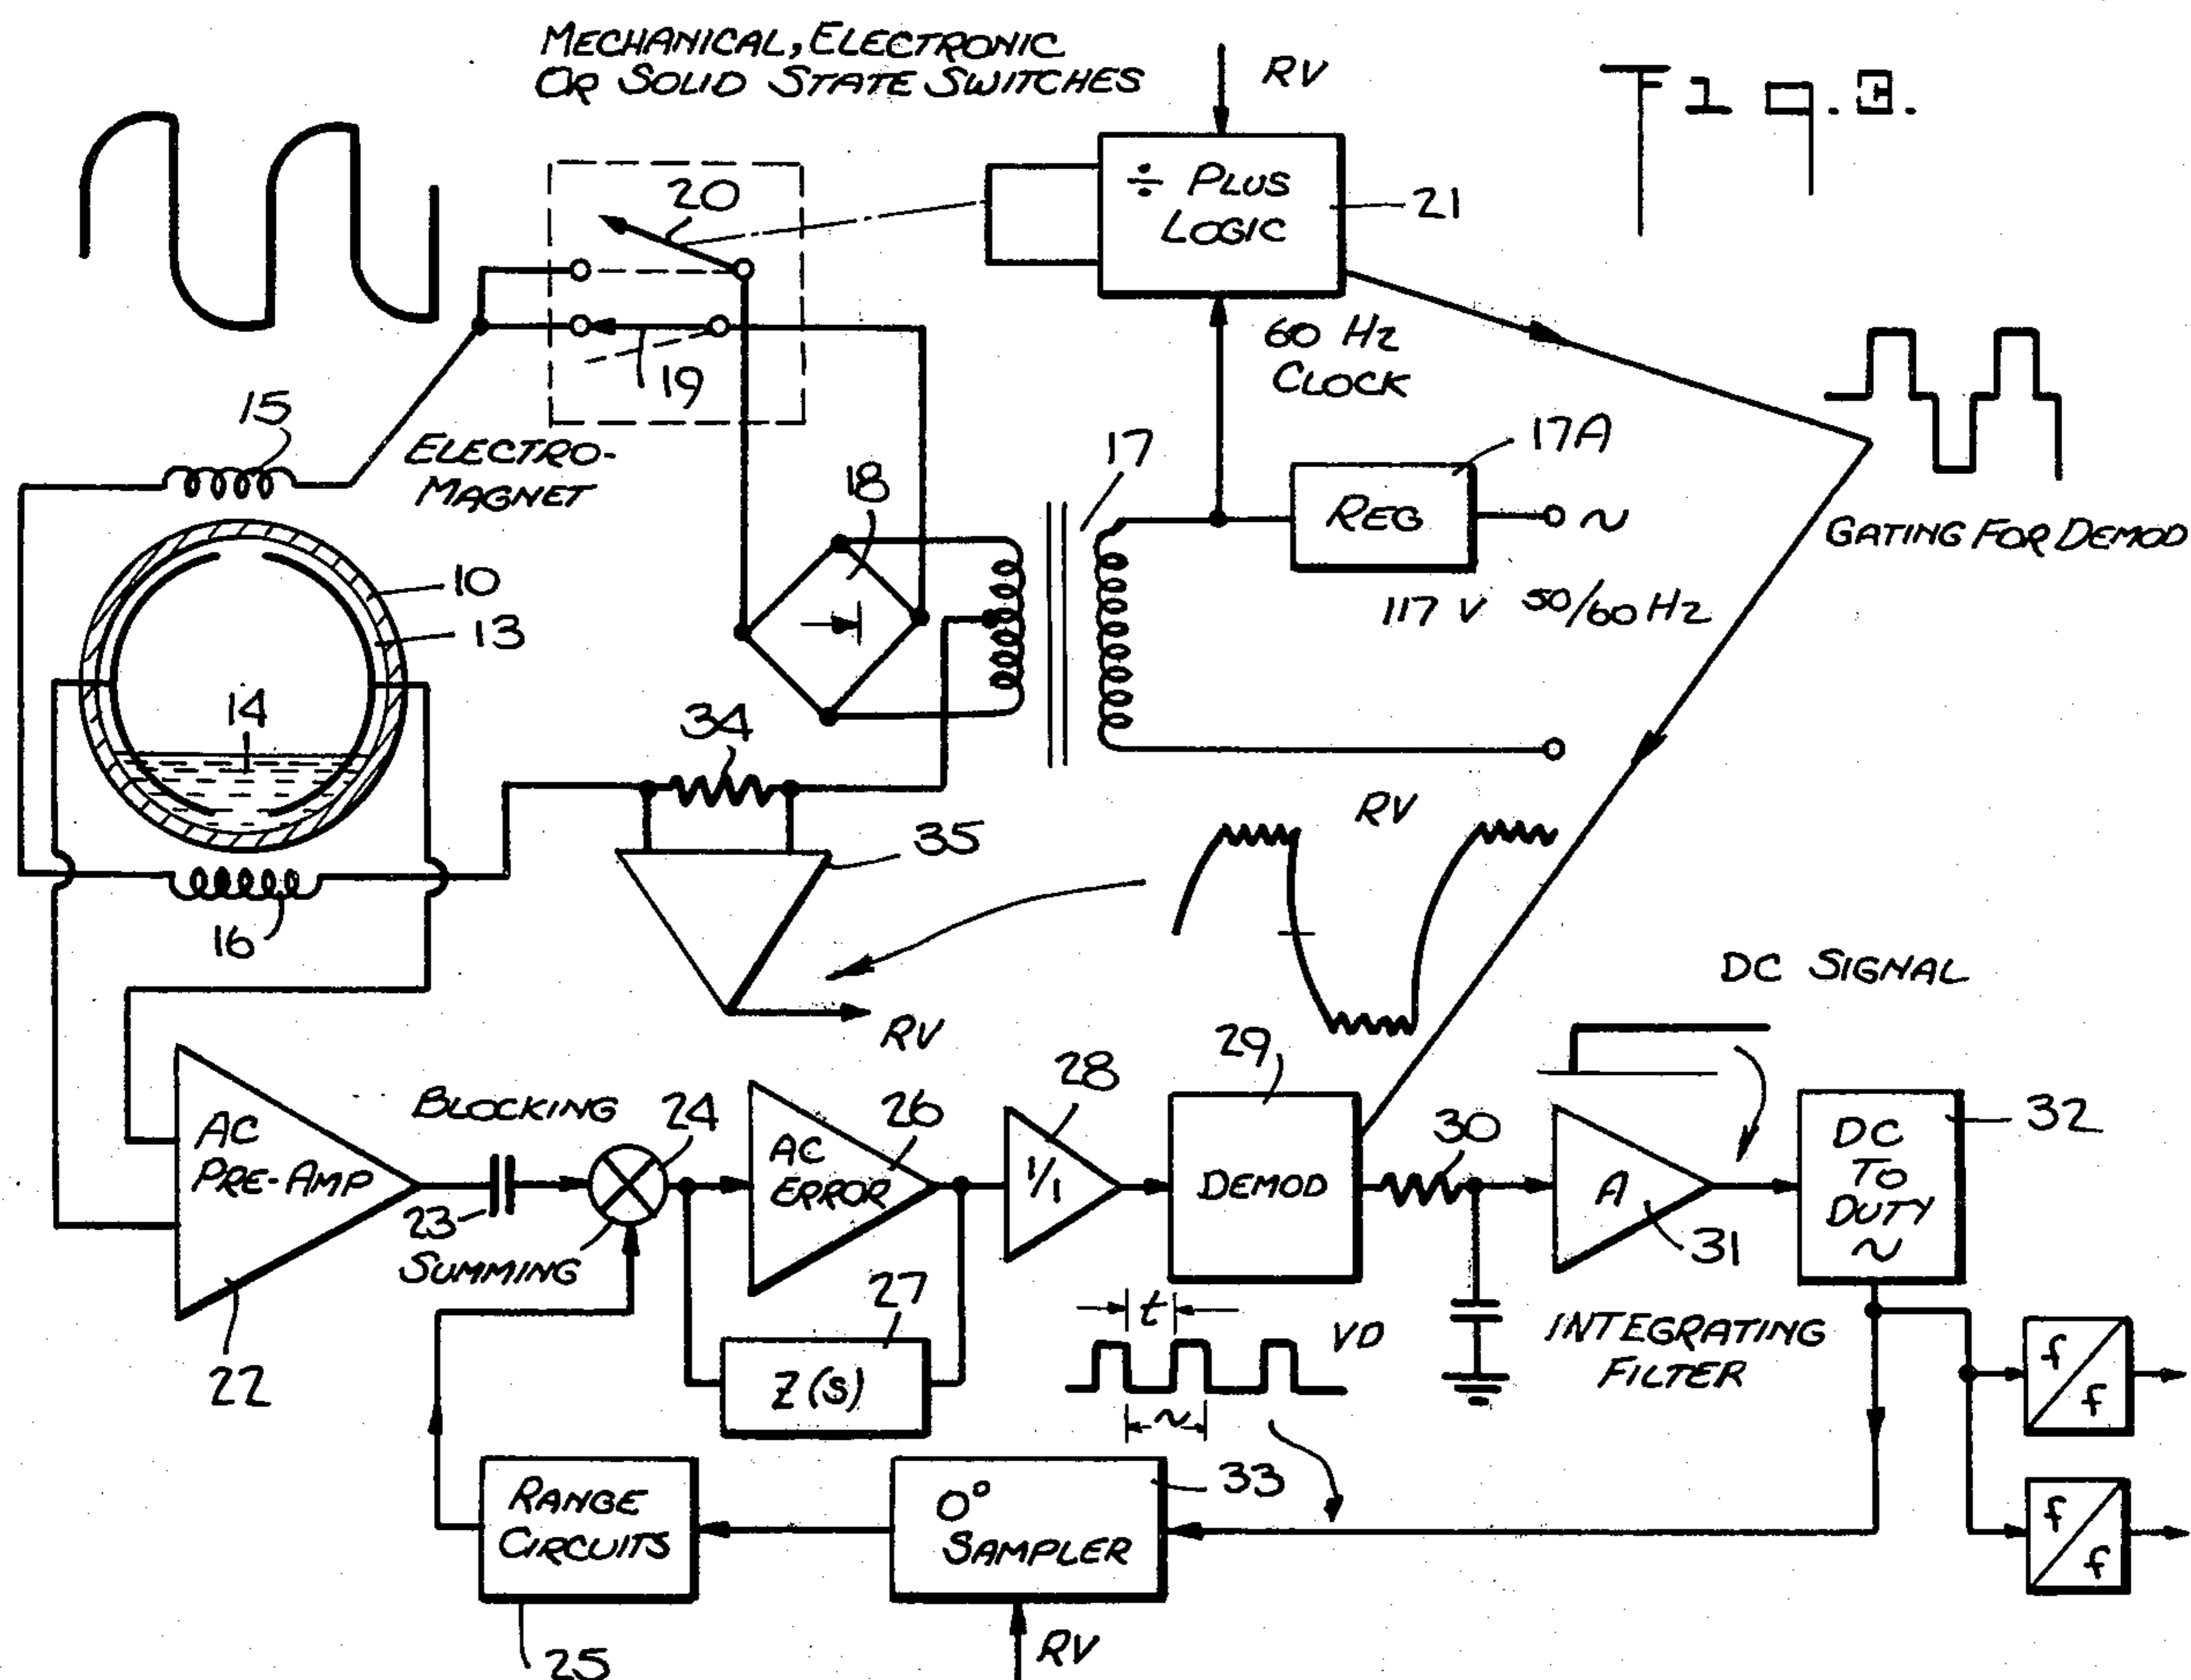 MECHANICAL, ELECTRONIC
OR SOLID STATE SWITCHES
RV
Fig. 3.
20
÷ PLUS
LOGIC
21
19
60 Hz
CLOCK
15
ELECTRO-
MAGNET
18
17
17A
REG
~
GATING FOR DEMOD
117 V 50/60 Hz
10
13
14
34
RV
35
16
DC SIGNAL
RV
29
28
BLOCKING
24
26
30
32
AC
PRE-AMP
AC
ERROR
1/1
DEMOD
A
DC
TO
DUTY
~
23
31
SUMMING
27
t
VD
INTEGRATING
FILTER
22
Z(S)
~
f
f
RANGE
CIRCUITS
0°
SAMPLER
33
f
f
25
RV